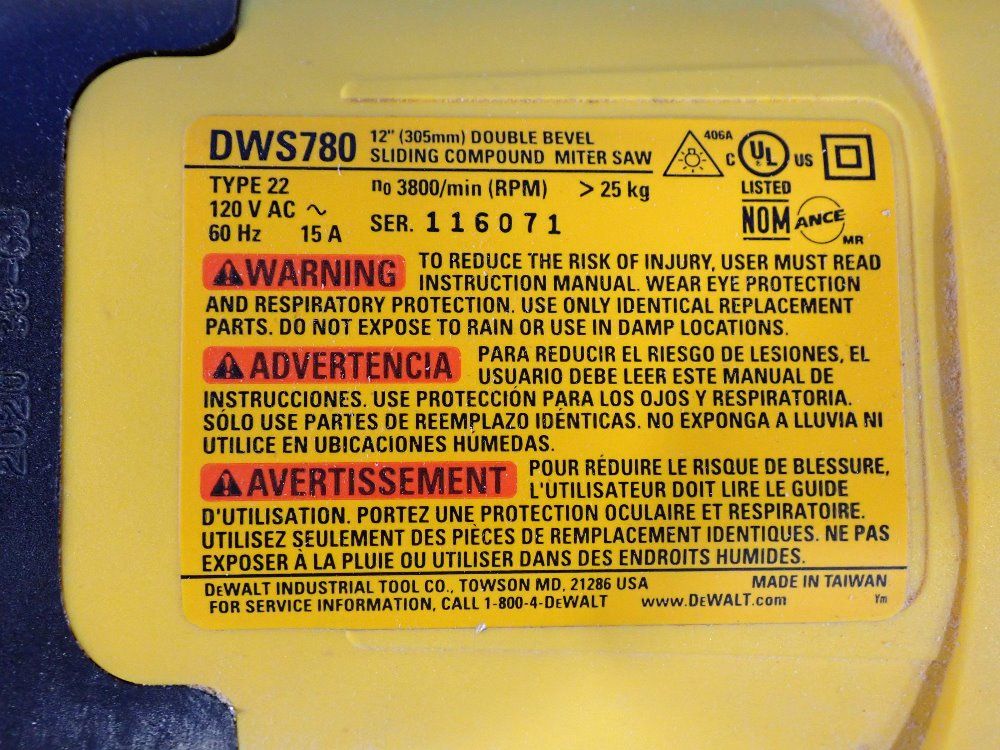 DWS780 12" (305mm) DOUBLE BEVEL
SLIDING COMPOUND MITER SAW
406A
C UL US
LISTED
TYPE 22 n0 3800/min (RPM) > 25 kg
120 V AC ~
60 Hz 15 A SER. 116071
NOM ANCE
MR
WARNING TO REDUCE THE RISK OF INJURY, USER MUST READ
INSTRUCTION MANUAL. WEAR EYE PROTECTION
AND RESPIRATORY PROTECTION. USE ONLY IDENTICAL REPLACEMENT
PARTS. DO NOT EXPOSE TO RAIN OR USE IN DAMP LOCATIONS.
ADVERTENCIA PARA REDUCIR EL RIESGO DE LESIONES, EL
USUARIO DEBE LEER ESTE MANUAL DE
INSTRUCCIONES. USE PROTECCIÓN PARA LOS OJOS Y RESPIRATORIA.
SÓLO USE PARTES DE REEMPLAZO IDÉNTICAS. NO EXPONGA A LLUVIA NI
UTILICE EN UBICACIONES HÚMEDAS.
AVERTISSEMENT POUR RÉDUIRE LE RISQUE DE BLESSURE,
L'UTILISATEUR DOIT LIRE LE GUIDE
D'UTILISATION. PORTEZ UNE PROTECTION OCULAIRE ET RESPIRATOIRE.
UTILISEZ SEULEMENT DES PIÈCES DE REMPLACEMENT IDENTIQUES. NE PAS
EXPOSER À LA PLUIE OU UTILISER DANS DES ENDROITS HUMIDES.
DEWALT INDUSTRIAL TOOL CO., TOWSON MD, 21286 USA MADE IN TAIWAN
FOR SERVICE INFORMATION, CALL 1-800-4-DEWALT www.DEWALT.com Ym